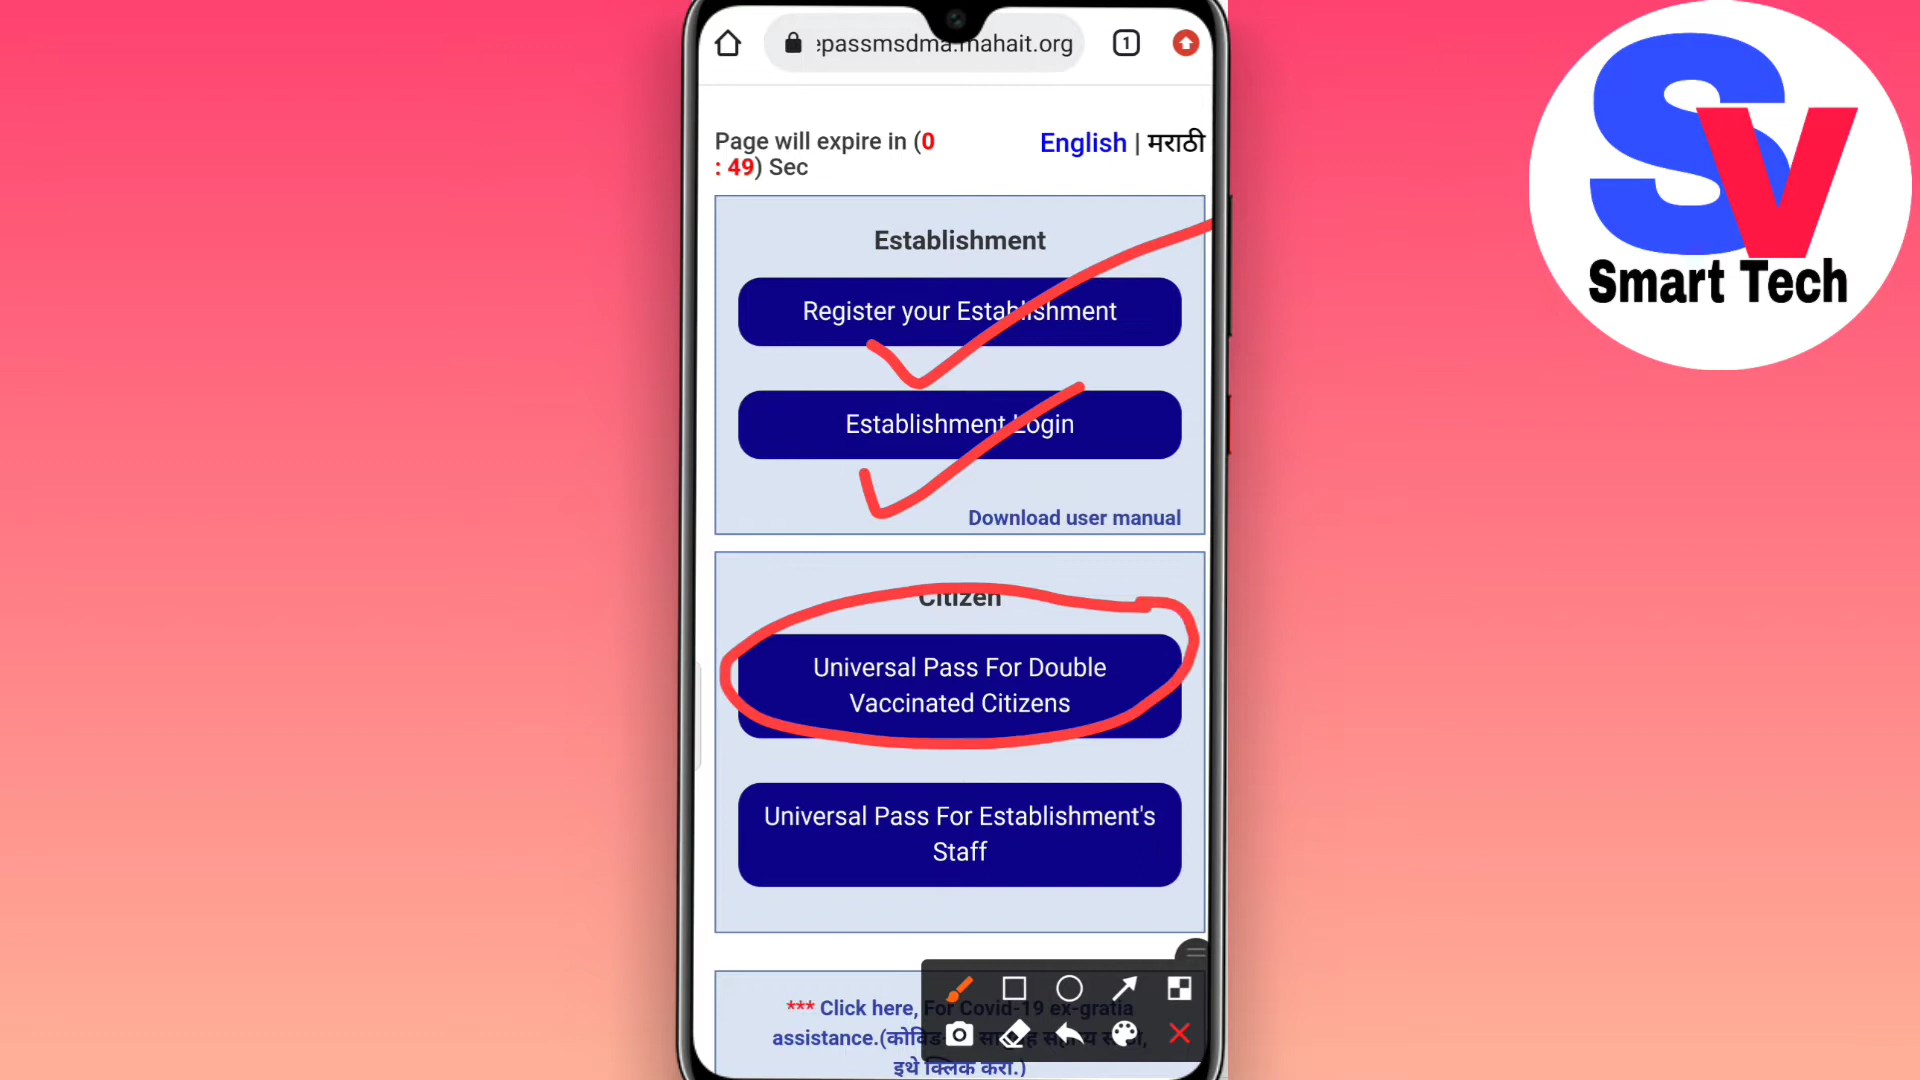 epassmsdma.mahait.org
1
Page will expire in (0
: 49) Sec
English | मराठी
Establishment
Register your Establishment
Establishment Login
Download user manual
Citizen
Universal Pass For Double
Vaccinated Citizens
Universal Pass For Establishment's
Staff
*** Click here, For Covid-19 ex-gratia
assistance.(कोविड-
इथे क्लिक करा.)
SV
Smart Tech